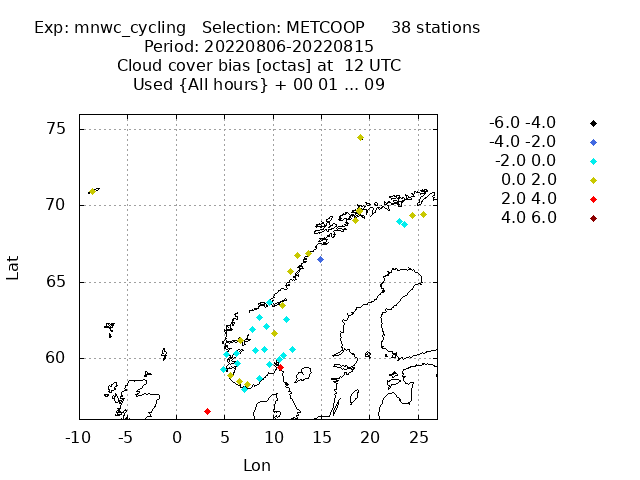 Exp: mnwc_cycling   Selection: METCOOP     38 stations
Period: 20220806-20220815
Cloud cover bias [octas] at  12 UTC
Used {All hours} + 00 01 ... 09
-6.0 -4.0
-4.0 -2.0
-2.0 0.0
0.0 2.0
2.0 4.0
4.0 6.0
75
70
65
60
Lat
-10 -5 0 5 10 15 20 25
Lon